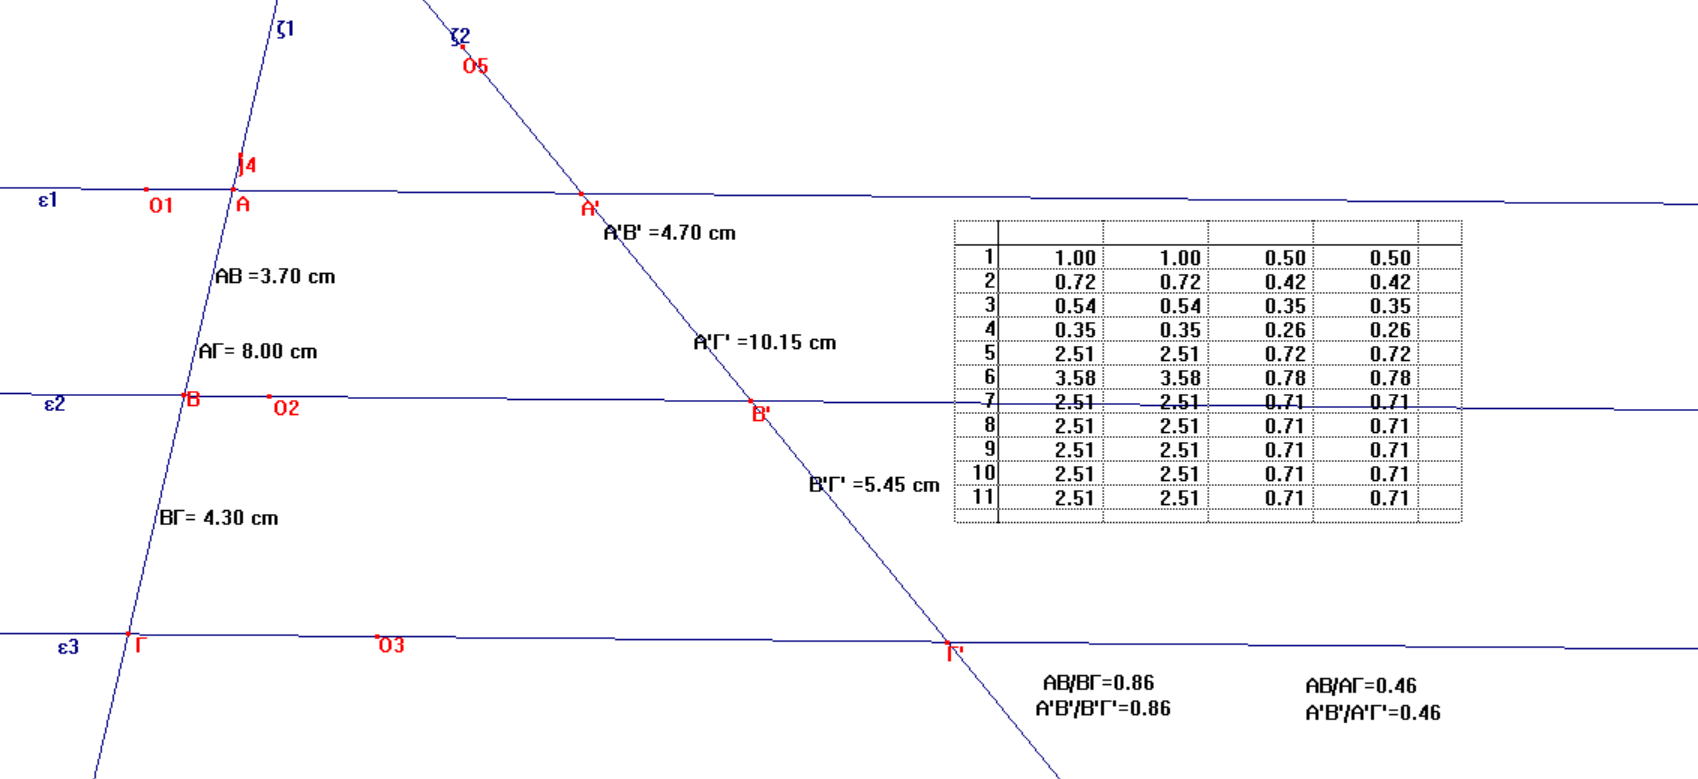 ζ1
ζ2
O5
J4
ε1
O1
A
A'
A'B' =4.70 cm
AB =3.70 cm
A'Γ' =10.15 cm
AΓ= 8.00 cm
ε2
B
O2
B'
B'Γ' =5.45 cm
BΓ= 4.30 cm
1 1.00 1.00 0.50 0.50
2 0.72 0.72 0.42 0.42
3 0.54 0.54 0.35 0.35
4 0.35 0.35 0.26 0.26
5 2.51 2.51 0.72 0.72
6 3.58 3.58 0.78 0.78
7 2.51 2.51 0.71 0.71
8 2.51 2.51 0.71 0.71
9 2.51 2.51 0.71 0.71
10 2.51 2.51 0.71 0.71
11 2.51 2.51 0.71 0.71
ε3
Γ
O3
Γ'
AB/BΓ=0.86
A'B'/B'Γ'=0.86
AB/AΓ=0.46
A'B'/A'Γ'=0.46